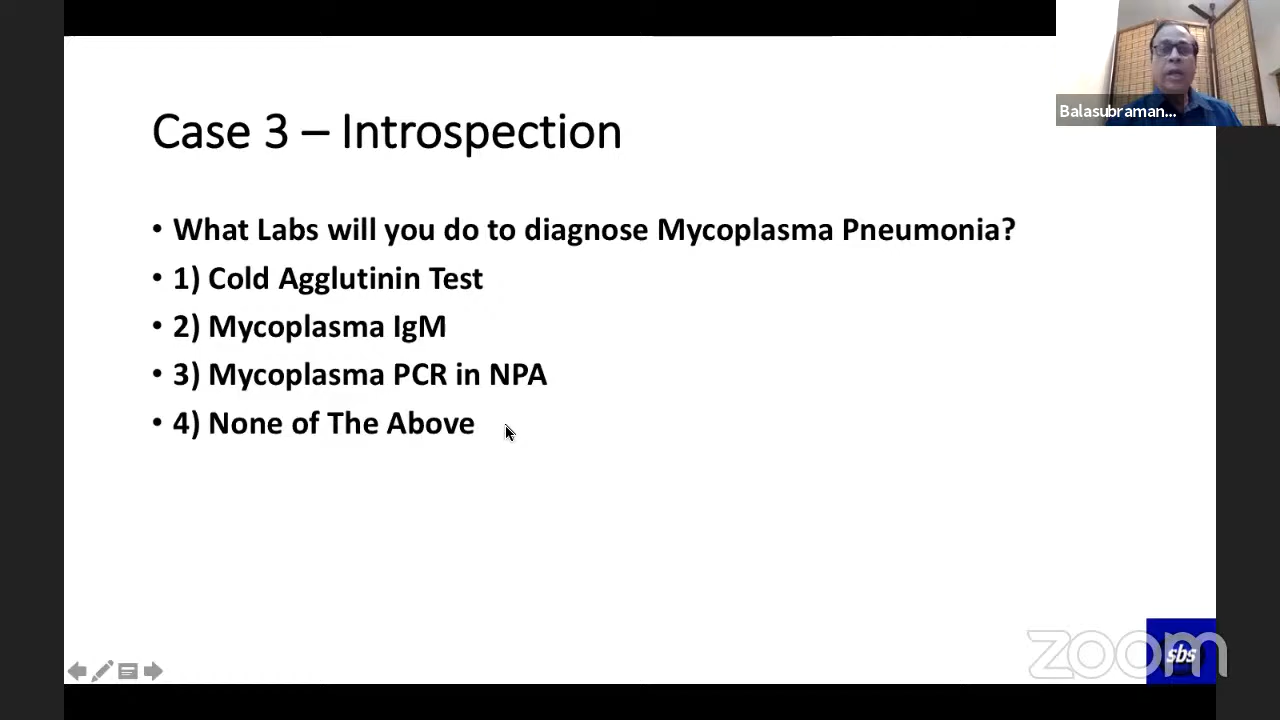 Case 3 – Introspection
Balasubraman...
• What Labs will you do to diagnose Mycoplasma Pneumonia?
• 1) Cold Agglutinin Test
• 2) Mycoplasma IgM
• 3) Mycoplasma PCR in NPA
• 4) None of The Above
zoom
sbs